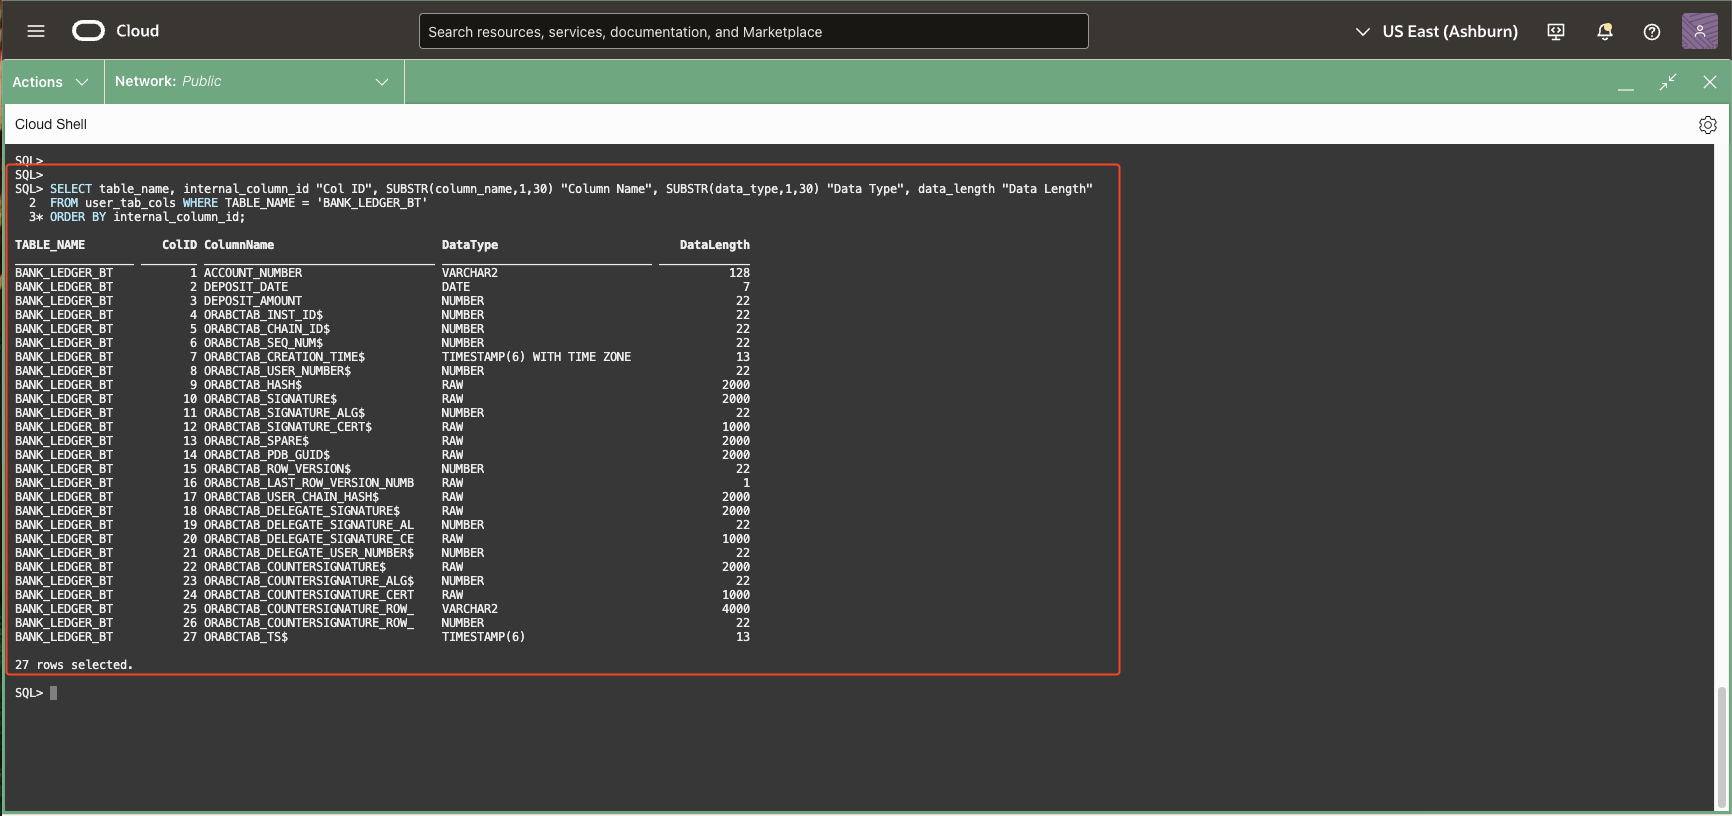 Cloud
Search resources, services, documentation, and Marketplace
US East (Ashburn)
Actions
Network: Public
Cloud Shell
SQL>
SQL>
SQL> SELECT table_name, internal_column_id "Col ID", SUBSTR(column_name,1,30) "Column Name", SUBSTR(data_type,1,30) "Data Type", data_length "Data Length"
2 FROM user_tab_cols WHERE TABLE_NAME = 'BANK_LEDGER_BT'
3* ORDER BY internal_column_id;
TABLE_NAME ColID ColumnName DataType DataLength
BANK_LEDGER_BT 1 ACCOUNT_NUMBER VARCHAR2 128
BANK_LEDGER_BT 2 DEPOSIT_DATE DATE 7
BANK_LEDGER_BT 3 DEPOSIT_AMOUNT NUMBER 22
BANK_LEDGER_BT 4 ORABCTAB_INST_ID$ NUMBER 22
BANK_LEDGER_BT 5 ORABCTAB_CHAIN_ID$ NUMBER 22
BANK_LEDGER_BT 6 ORABCTAB_SEQ_NUM$ NUMBER 22
BANK_LEDGER_BT 7 ORABCTAB_CREATION_TIME$ TIMESTAMP(6) WITH TIME ZONE 13
BANK_LEDGER_BT 8 ORABCTAB_USER_NUMBER$ NUMBER 22
BANK_LEDGER_BT 9 ORABCTAB_HASH$ RAW 2000
BANK_LEDGER_BT 10 ORABCTAB_SIGNATURE$ RAW 2000
BANK_LEDGER_BT 11 ORABCTAB_SIGNATURE_ALG$ NUMBER 22
BANK_LEDGER_BT 12 ORABCTAB_SIGNATURE_CERT$ RAW 1000
BANK_LEDGER_BT 13 ORABCTAB_SPARE$ RAW 2000
BANK_LEDGER_BT 14 ORABCTAB_PDB_GUID$ RAW 2000
BANK_LEDGER_BT 15 ORABCTAB_ROW_VERSION$ NUMBER 22
BANK_LEDGER_BT 16 ORABCTAB_LAST_ROW_VERSION_NUMB RAW 1
BANK_LEDGER_BT 17 ORABCTAB_USER_CHAIN_HASH$ RAW 2000
BANK_LEDGER_BT 18 ORABCTAB_DELEGATE_SIGNATURE$ RAW 2000
BANK_LEDGER_BT 19 ORABCTAB_DELEGATE_SIGNATURE_AL NUMBER 22
BANK_LEDGER_BT 20 ORABCTAB_DELEGATE_SIGNATURE_CE RAW 1000
BANK_LEDGER_BT 21 ORABCTAB_DELEGATE_USER_NUMBER$ NUMBER 22
BANK_LEDGER_BT 22 ORABCTAB_COUNTERSIGNATURE$ RAW 2000
BANK_LEDGER_BT 23 ORABCTAB_COUNTERSIGNATURE_ALG$ NUMBER 22
BANK_LEDGER_BT 24 ORABCTAB_COUNTERSIGNATURE_CERT RAW 1000
BANK_LEDGER_BT 25 ORABCTAB_COUNTERSIGNATURE_ROW_ VARCHAR2 4000
BANK_LEDGER_BT 26 ORABCTAB_COUNTERSIGNATURE_ROW_ NUMBER 22
BANK_LEDGER_BT 27 ORABCTAB_TS$ TIMESTAMP(6) 13
27 rows selected.
SQL>